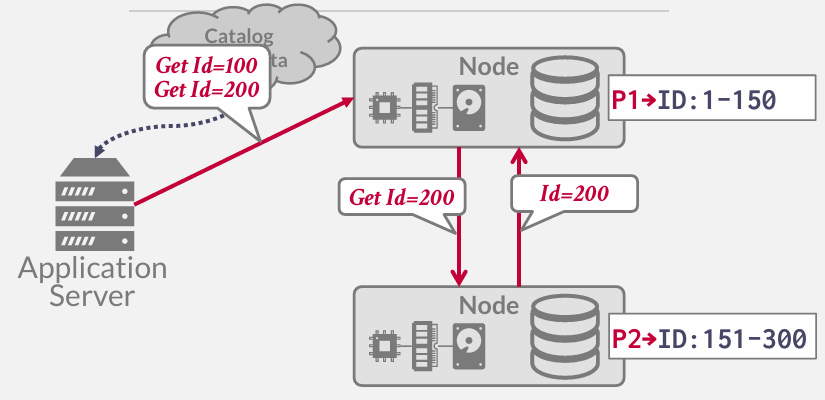 Catalog
ta
Get Id=100
Get Id=200
Node
P1→ID:1-150
Get Id=200
Id=200
Application
Server
Node
P2→ID:151-300